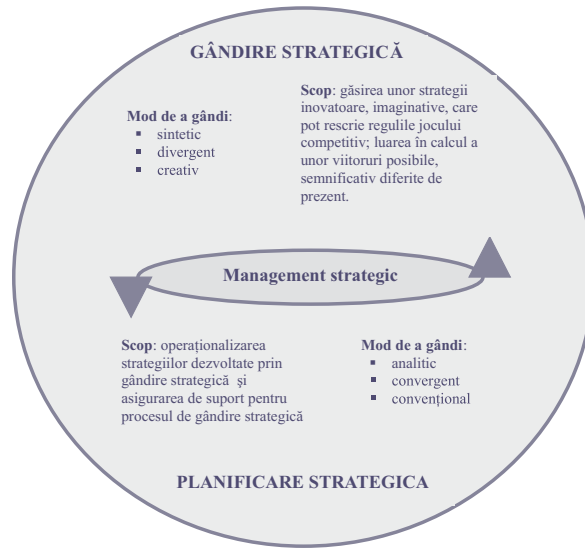 GÂNDIRE STRATEGICĂ
Mod de a gândi:
▪ sintetic
▪ divergent
▪ creativ
Scop: găsirea unor strategii
inovatoare, imaginative, care
pot rescrie regulile jocului
competitiv; luarea în calcul a
unor viitoruri posibile,
semnificativ diferite de
prezent.
Management strategic
Scop: operaționalizarea
strategiilor dezvoltate prin
gândire strategică și
asigurarea de suport pentru
procesul de gândire strategică
Mod de a gândi:
▪ analitic
▪ convergent
▪ convențional
PLANIFICARE STRATEGICA